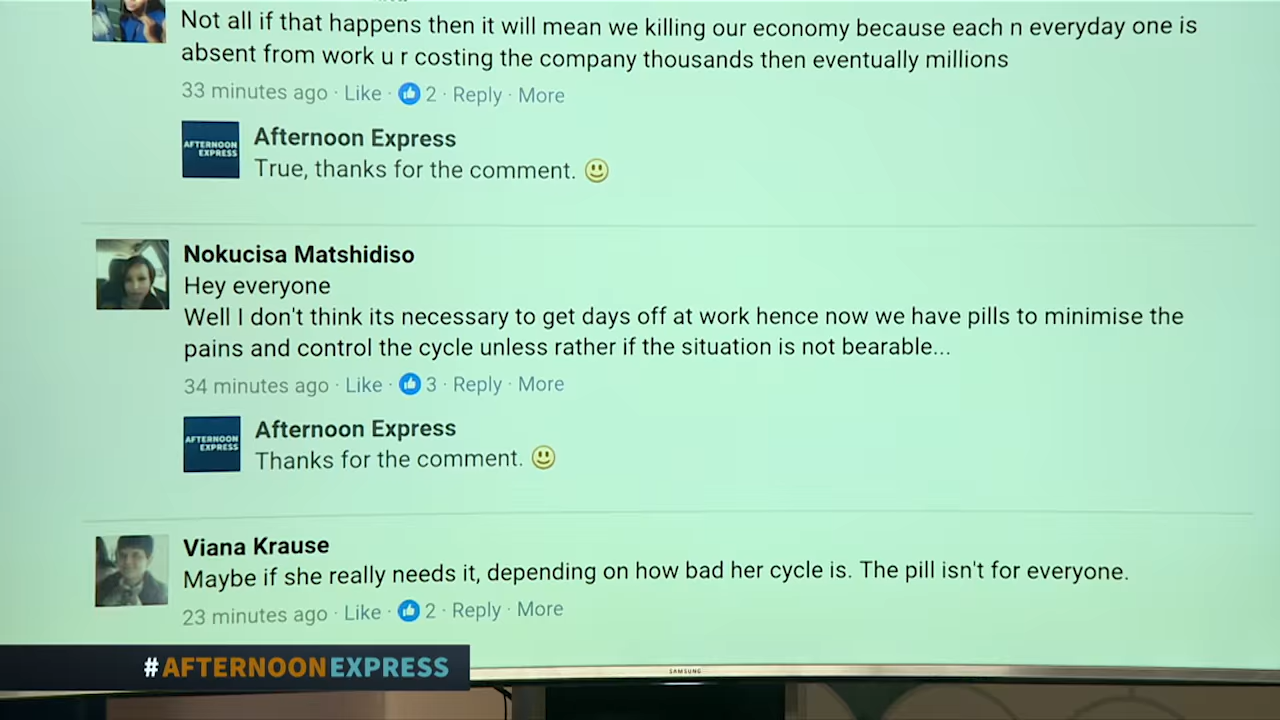 Not all if that happens then it will mean we killing our economy because each n everyday one is
absent from work u r costing the company thousands then eventually millions
33 minutes ago · Like · 2 · Reply · More
AFTERNOON
EXPRESS
Afternoon Express
True, thanks for the comment.
Nokucisa Matshidiso
Hey everyone
Well I don't think its necessary to get days off at work hence now we have pills to minimise the
pains and control the cycle unless rather if the situation is not bearable...
34 minutes ago · Like · 3 · Reply · More
AFTERNOON
EXPRESS
Afternoon Express
Thanks for the comment.
Viana Krause
Maybe if she really needs it, depending on how bad her cycle is. The pill isn't for everyone.
23 minutes ago · Like · 2 · Reply · More
SAMSUNG
#AFTERNOONEXPRESS